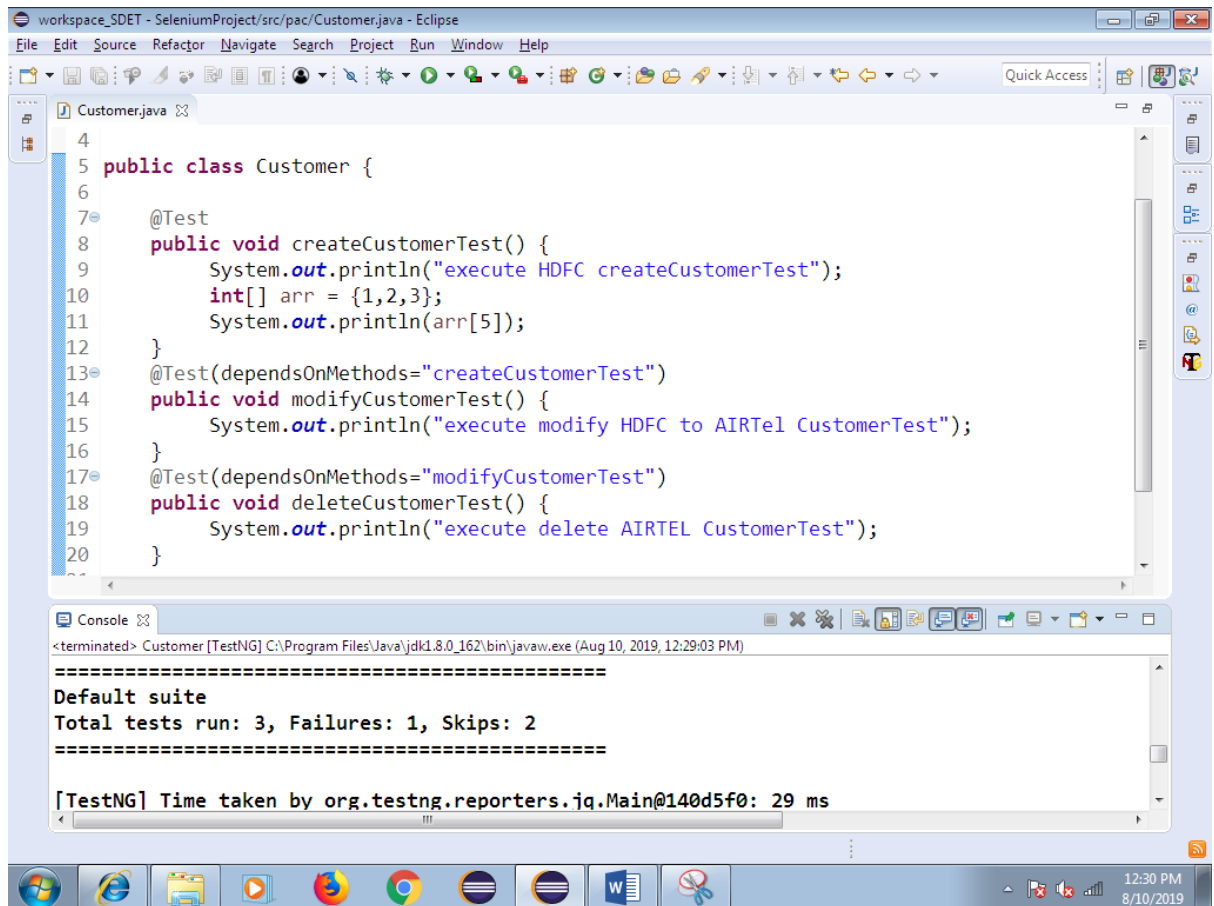 workspace_SDET - SeleniumProject/src/pac/Customer.java - Eclipse
File Edit Source Refactor Navigate Search Project Run Window Help
Quick Access
Customer.java
4
5 public class Customer {
6
7 @Test
8 public void createCustomerTest() {
9 System.out.println("execute HDFC createCustomerTest");
10 int[] arr = {1,2,3};
11 System.out.println(arr[5]);
12 }
13 @Test(dependsOnMethods="createCustomerTest")
14 public void modifyCustomerTest() {
15 System.out.println("execute modify HDFC to AIRTel CustomerTest");
16 }
17 @Test(dependsOnMethods="modifyCustomerTest")
18 public void deleteCustomerTest() {
19 System.out.println("execute delete AIRTEL CustomerTest");
20 }
Console
<terminated> Customer [TestNG] C:\Program Files\Java\jdk1.8.0_162\bin\javaw.exe (Aug 10, 2019, 12:29:03 PM)
===============================================
Default suite
Total tests run: 3, Failures: 1, Skips: 2
===============================================
[TestNG] Time taken by org.testng.reporters.jq.Main@140d5f0: 29 ms
12:30 PM
8/10/2019